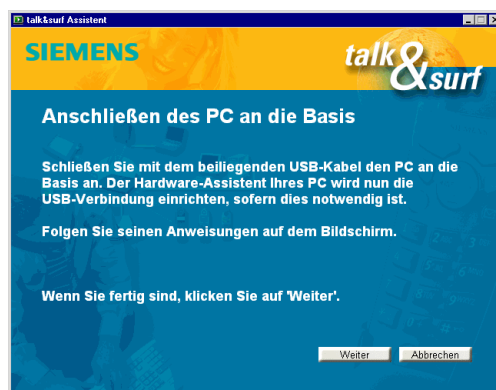 talk&surf Assistent
SIEMENS
talk&surf
Anschließen des PC an die Basis
Schließen Sie mit dem beiliegenden USB-Kabel den PC an die
Basis an. Der Hardware-Assistent Ihres PC wird nun die
USB-Verbindung einrichten, sofern dies notwendig ist.
Folgen Sie seinen Anweisungen auf dem Bildschirm.
Wenn Sie fertig sind, klicken Sie auf 'Weiter'.
Weiter
Abbrechen